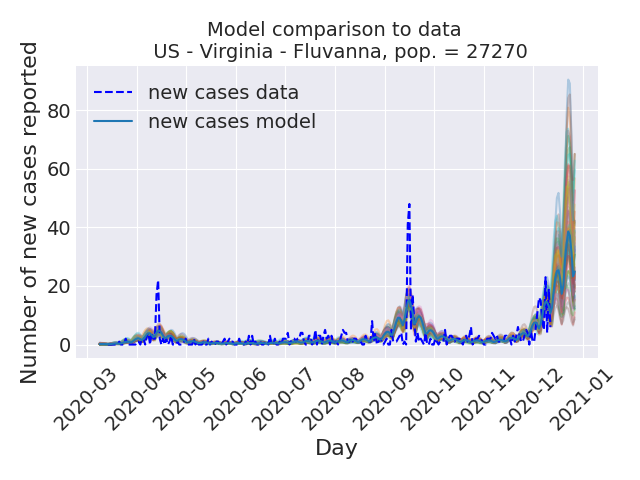 Model comparison to data
US - Virginia - Fluvanna, pop. = 27270
Number of new cases reported
new cases data
new cases model
80
60
40
20
0
2020-03
2020-04
2020-05
2020-06
2020-07
2020-08
2020-09
2020-10
2020-11
2020-12
2021-01
Day